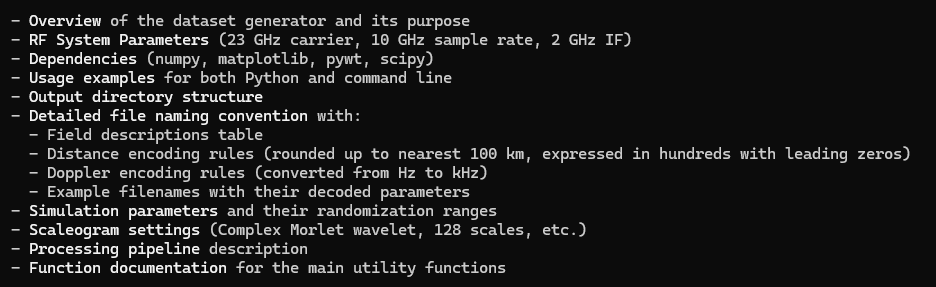 - Overview of the dataset generator and its purpose
- RF System Parameters (23 GHz carrier, 10 GHz sample rate, 2 GHz IF)
- Dependencies (numpy, matplotlib, pywt, scipy)
- Usage examples for both Python and command line
- Output directory structure
- Detailed file naming convention with:
  - Field descriptions table
  - Distance encoding rules (rounded up to nearest 100 km, expressed in hundreds with leading zeros)
  - Doppler encoding rules (converted from Hz to kHz)
  - Example filenames with their decoded parameters
- Simulation parameters and their randomization ranges
- Scaleogram settings (Complex Morlet wavelet, 128 scales, etc.)
- Processing pipeline description
- Function documentation for the main utility functions